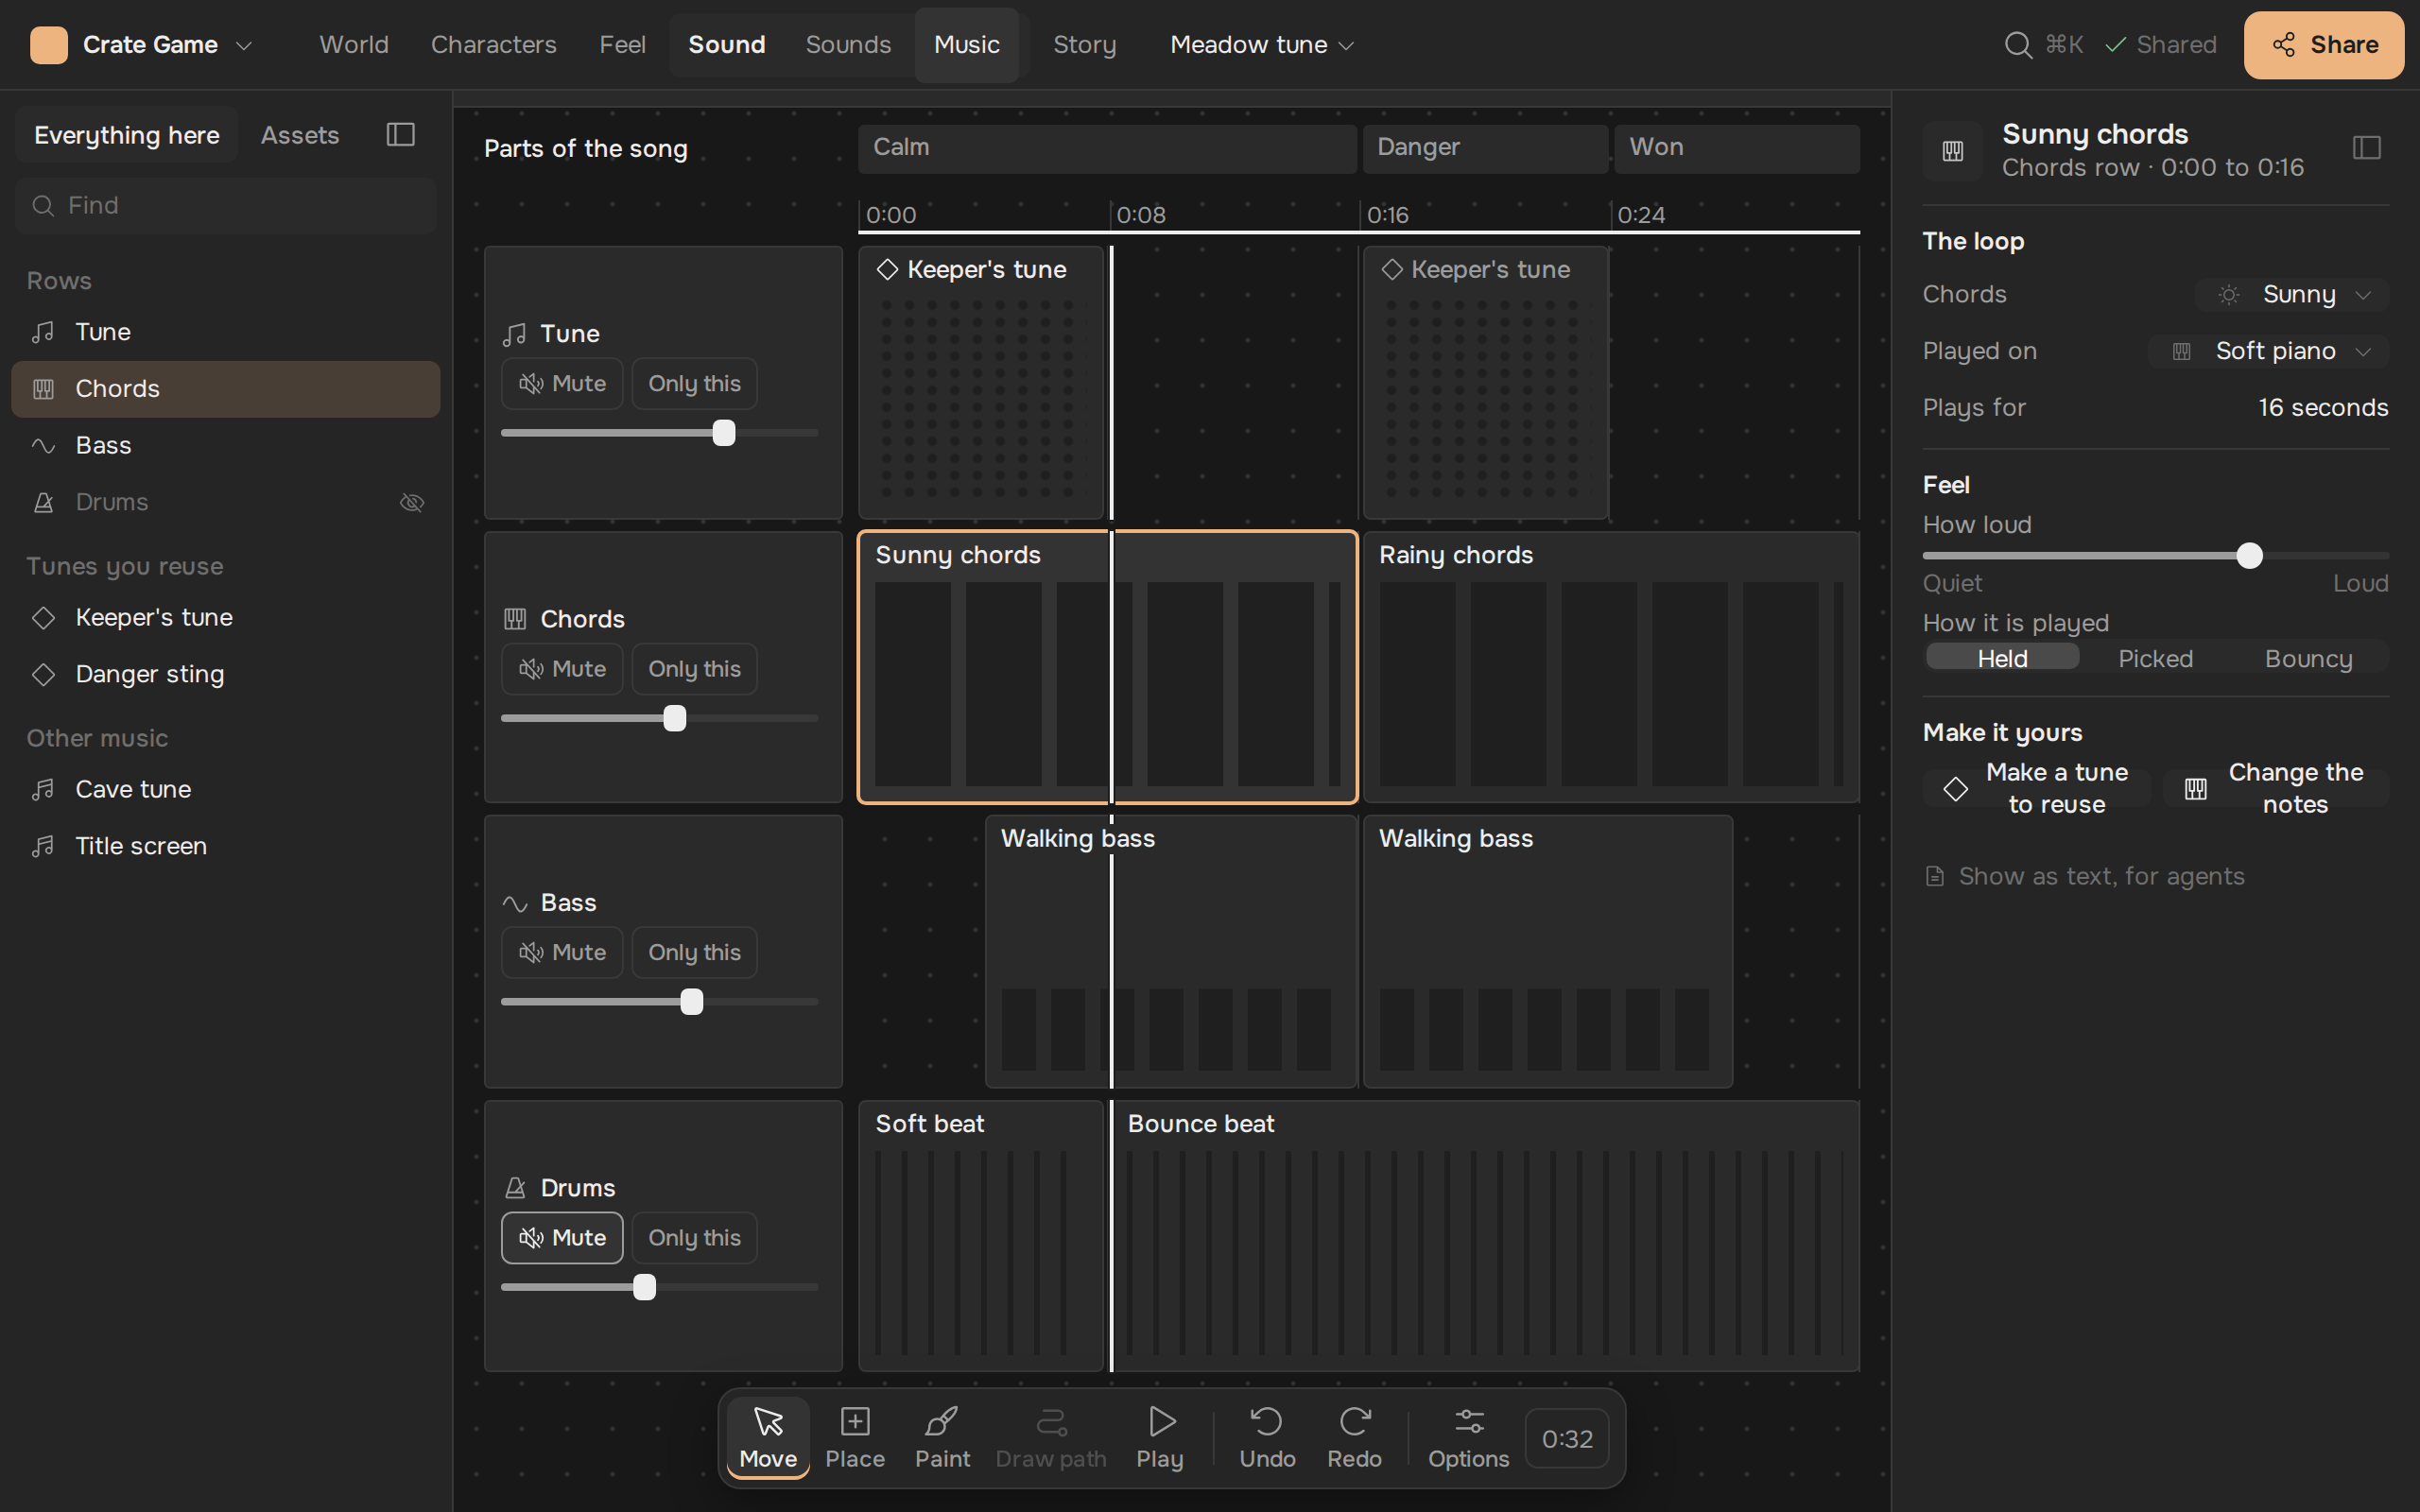 Crate Game
World
Characters
Feel
Sound
Sounds
Music
Story
Meadow tune
⌘K
Shared
Share
Everything here
Assets
Find
Rows
Tune
Chords
Bass
Drums
Tunes you reuse
Keeper's tune
Danger sting
Other music
Cave tune
Title screen
Parts of the song
Calm
Danger
Won
0:00
0:08
0:16
0:24
Tune
Mute
Only this
Keeper's tune
Keeper's tune
Chords
Mute
Only this
Sunny chords
Rainy chords
Bass
Mute
Only this
Walking bass
Walking bass
Drums
Mute
Only this
Soft beat
Bounce beat
Move
Place
Paint
Draw path
Play
Undo
Redo
Options
0:32
Sunny chords
Chords row · 0:00 to 0:16
The loop
Chords
Sunny
Played on
Soft piano
Plays for
16 seconds
Feel
How loud
Quiet
Loud
How it is played
Held
Picked
Bouncy
Make it yours
Make a tune
to reuse
Change the
notes
Show as text, for agents